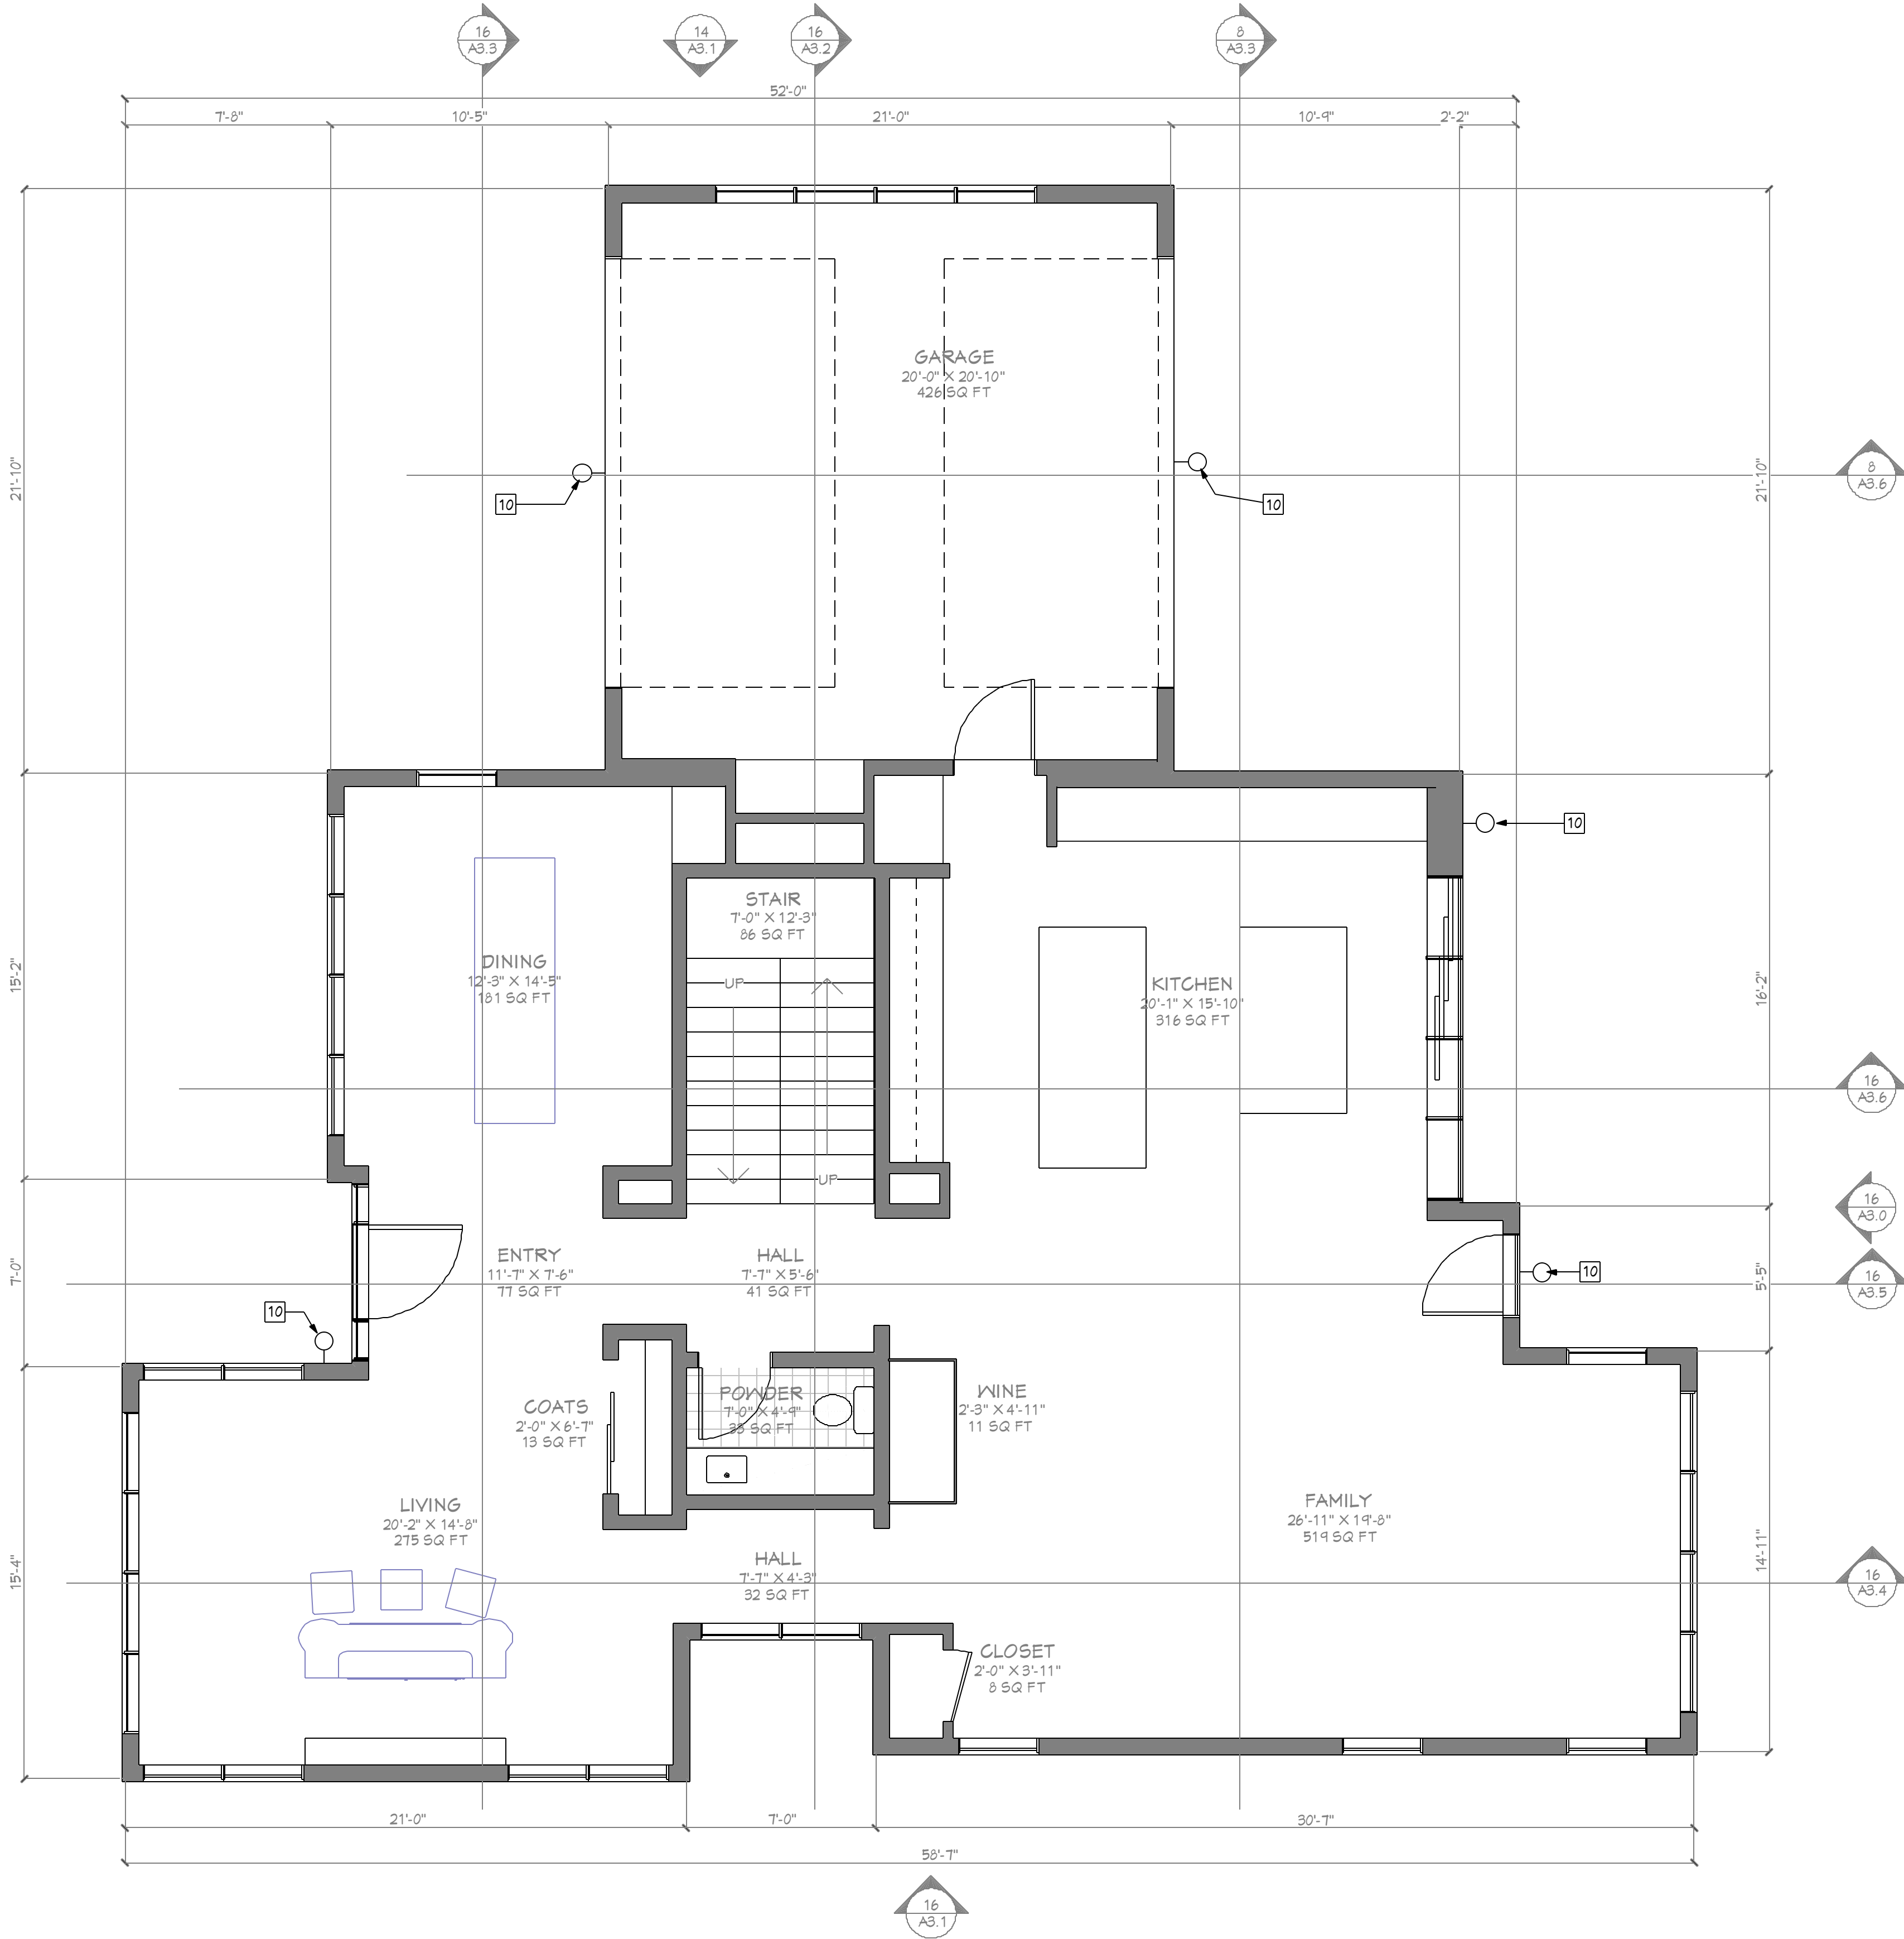 16
A3.3
14
A3.1
16
A3.2
8
A3.3
52'-0"
7'-8"
10'-5"
21'-0"
10'-9"
2'-2"
GARAGE
20'-0" X 20'-10"
426 SQ FT
21'-10"
21'-10"
8
A3.6
10
10
10
STAIR
7'-0" X 12'-3"
86 SQ FT
DINING
12'-3" X 14'-5"
181 SQ FT
UP
KITCHEN
20'-1" X 15'-10"
316 SQ FT
15'-2"
16'-2"
16
A3.6
UP
16
A3.0
ENTRY
11'-7" X 7'-6"
77 SQ FT
HALL
7'-7" X 5'-6"
41 SQ FT
10
7'-0"
5'-5"
16
A3.5
10
COATS
2'-0" X 6'-7"
13 SQ FT
POWDER
7'-0" X 4'-9"
33 SQ FT
WINE
2'-3" X 4'-11"
11 SQ FT
LIVING
20'-2" X 14'-8"
275 SQ FT
FAMILY
26'-11" X 19'-8"
519 SQ FT
HALL
7'-7" X 4'-3"
32 SQ FT
15'-4"
14'-11"
16
A3.4
CLOSET
2'-0" X 3'-11"
8 SQ FT
21'-0"
7'-0"
30'-7"
58'-7"
16
A3.1